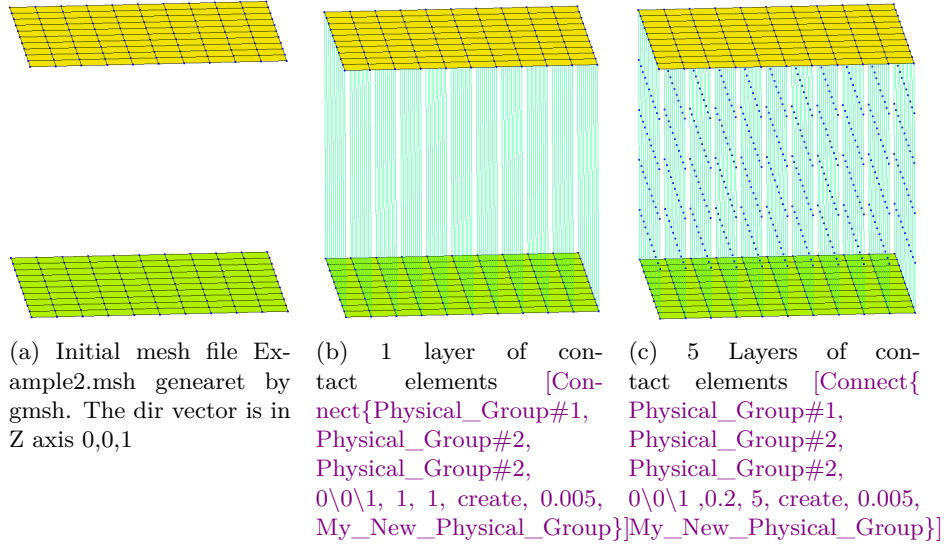 (a) Initial mesh file Ex-
ample2.msh genearet by
gmsh. The dir vector is in
Z axis 0,0,1
(b) 1 layer of con-
tact elements [Con-
nect{Physical_Group#1,
Physical_Group#2,
Physical_Group#2,
0\0\1, 1, 1, create, 0.005,
My_New_Physical_Group}]
(c) 5 Layers of con-
tact elements [Connect{
Physical_Group#1,
Physical_Group#2,
Physical_Group#2,
0\0\1 ,0.2, 5, create, 0.005,
My_New_Physical_Group}]